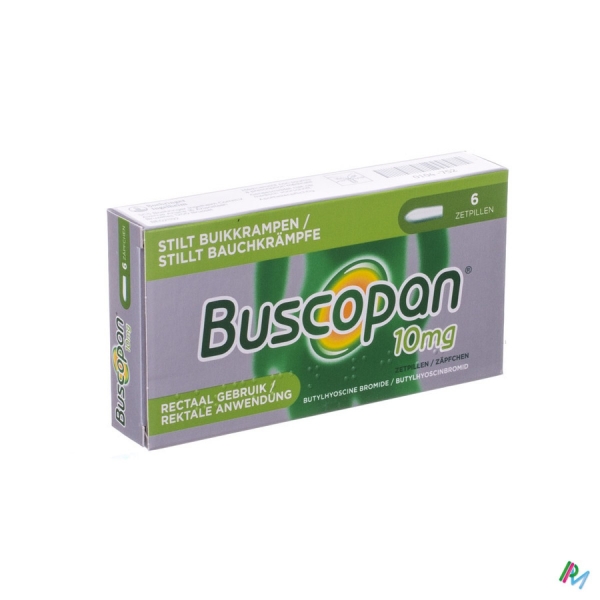 STILT BUIKKRAMPEN /
STILLT BAUCHKRÄMPFE
6
ZETPILLEN
Buscopan®
10mg
ZETPILLEN / ZÄPFCHEN
BUTYLHYOSCINE BROMIDE / BUTYLHYOSCINBROMID
RECTAAL GEBRUIK /
REKTALE ANWENDUNG
6 ZÄPFCHEN
Buscopan
10mg